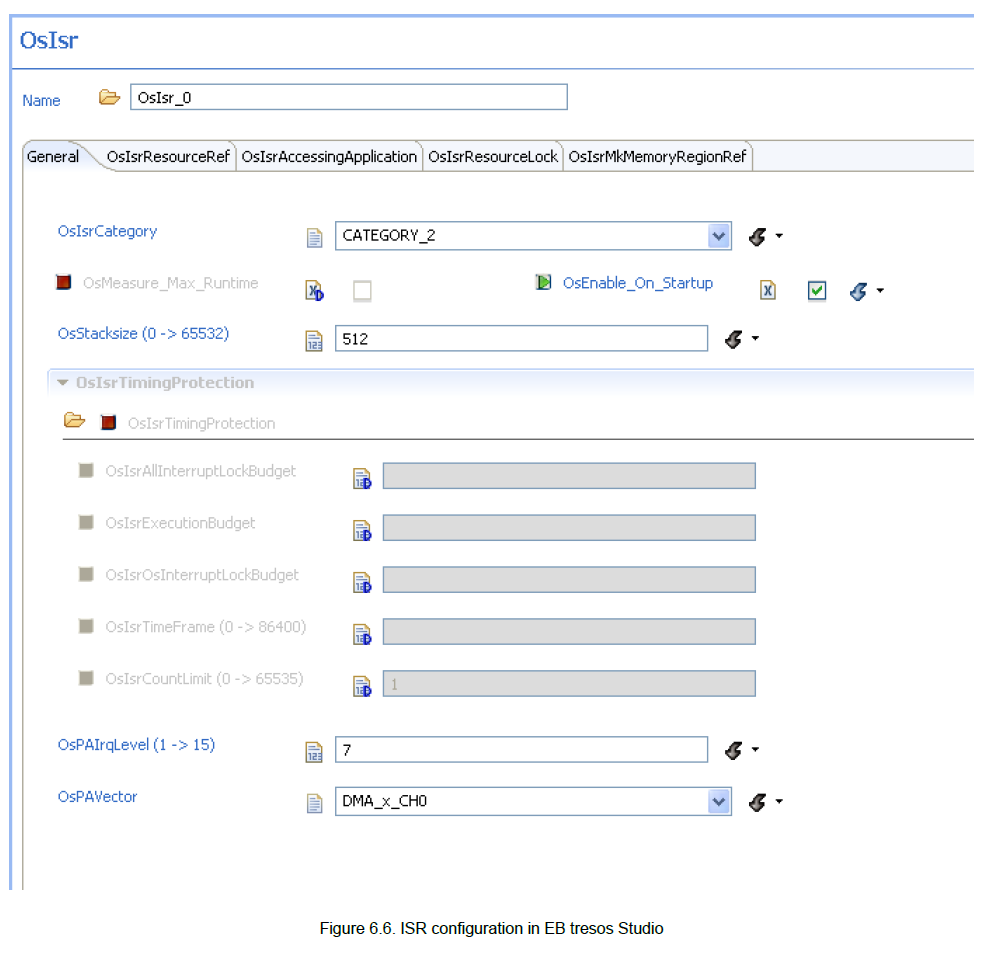 OsIsr
Name OsIsr_0
General OsIsrResourceRef OsIsrAccessingApplication OsIsrResourceLock OsIsrMkMemoryRegionRef
OsIsrCategory CATEGORY_2
OsMeasure_Max_Runtime OsEnable_On_Startup
OsStacksize (0 -> 65532) 512
OsIsrTimingProtection
OsIsrTimingProtection
OsIsrAllInterruptLockBudget
OsIsrExecutionBudget
OsIsrOsInterruptLockBudget
OsIsrTimeFrame (0 -> 86400)
OsIsrCountLimit (0 -> 65535) 1
OsPAIrqLevel (1 -> 15) 7
OsPAVector DMA_x_CH0
Figure 6.6. ISR configuration in EB tresos Studio